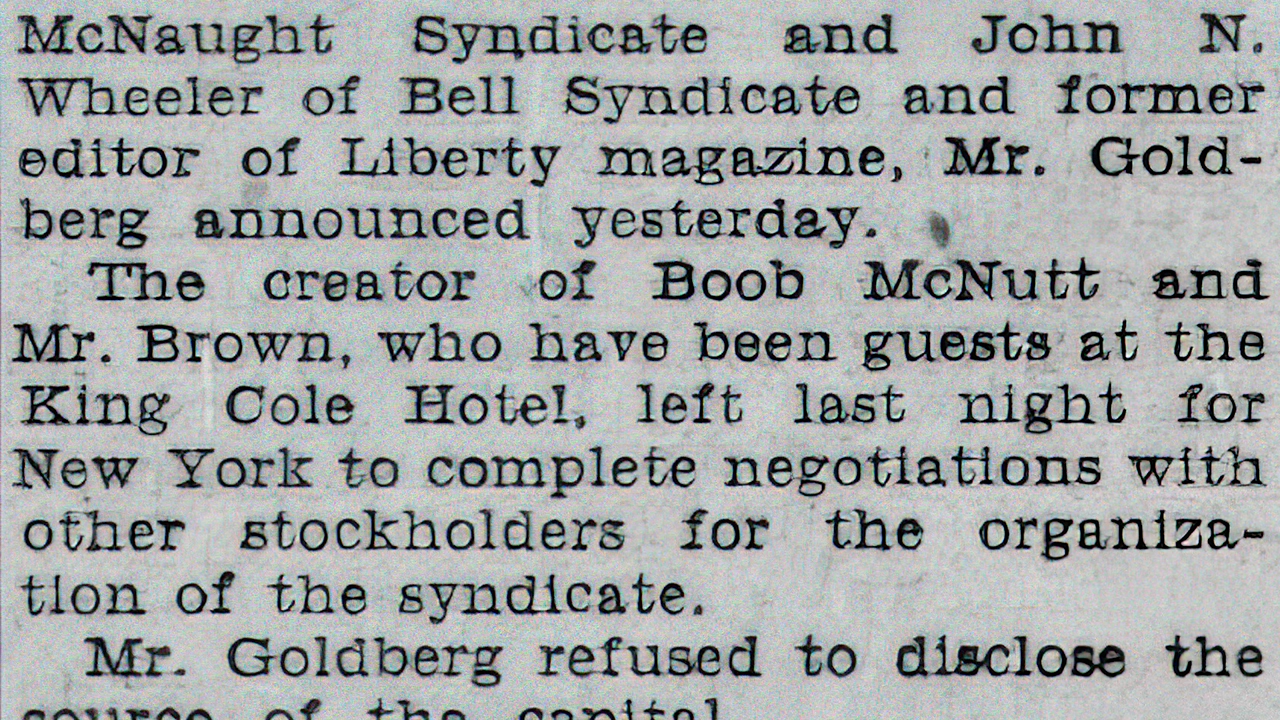 McNaught Syndicate and John N.
Wheeler of Bell Syndicate and former
editor of Liberty magazine, Mr. Gold-
berg announced yesterday.
The creator of Boob McNutt and
Mr. Brown, who have been guests at the
King Cole Hotel, left last night for
New York to complete negotiations with
other stockholders for the organiza-
tion of the syndicate.
Mr. Goldberg refused to disclose the
source of the capital